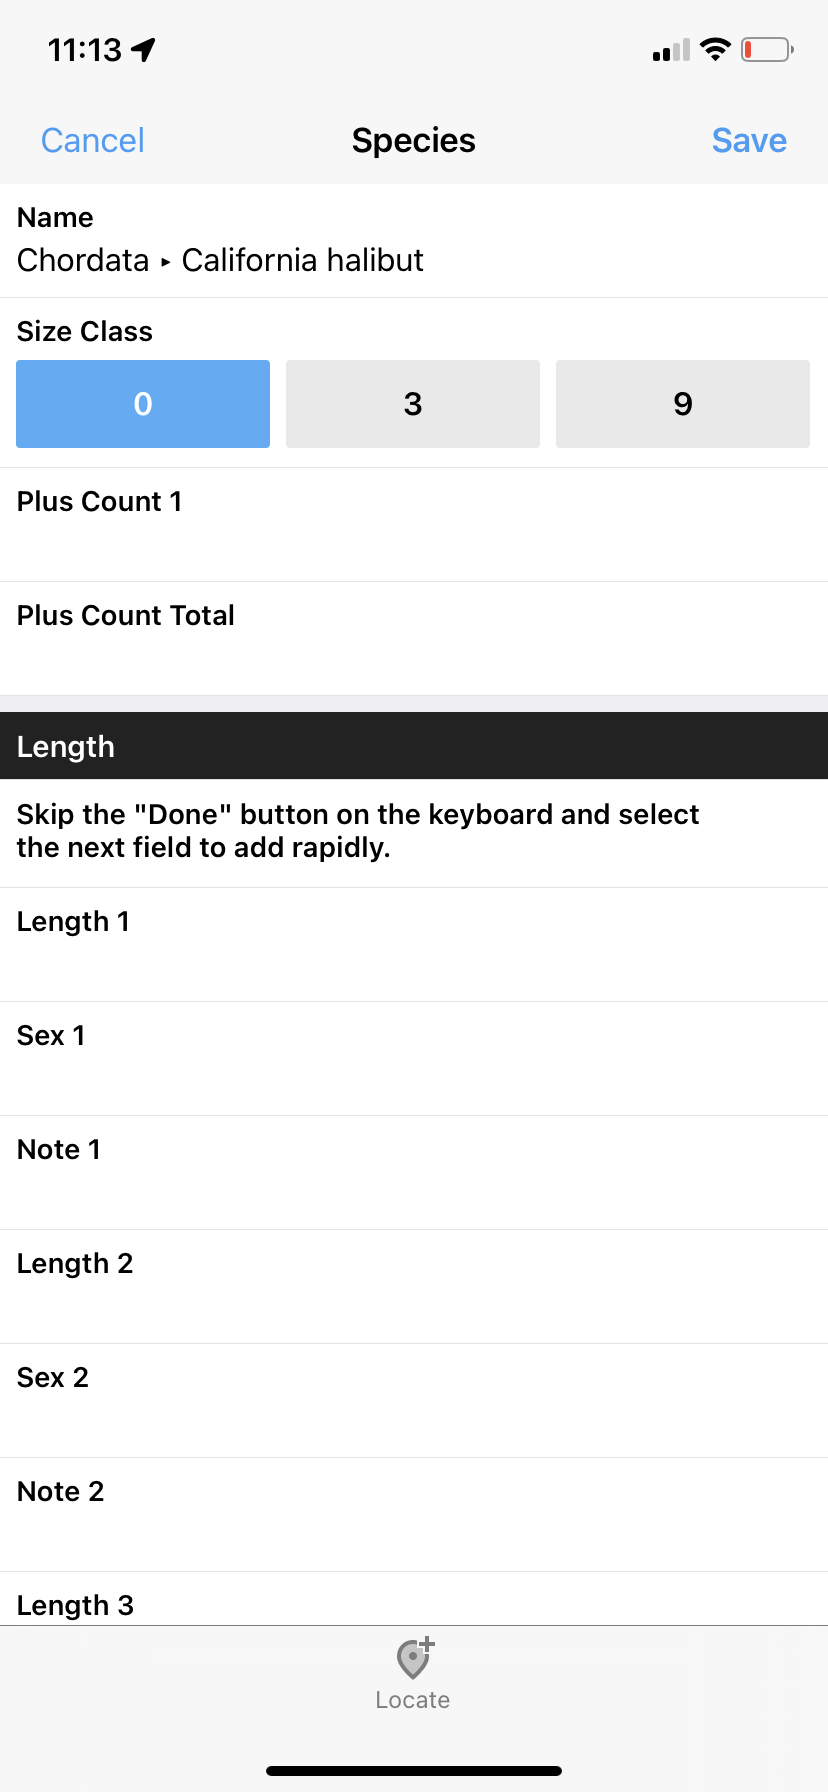 11:13
Cancel Species Save
Name
Chordata ▸ California halibut
Size Class
0 3 9
Plus Count 1
Plus Count Total
Length
Skip the "Done" button on the keyboard and select
the next field to add rapidly.
Length 1
Sex 1
Note 1
Length 2
Sex 2
Note 2
Length 3
Locate